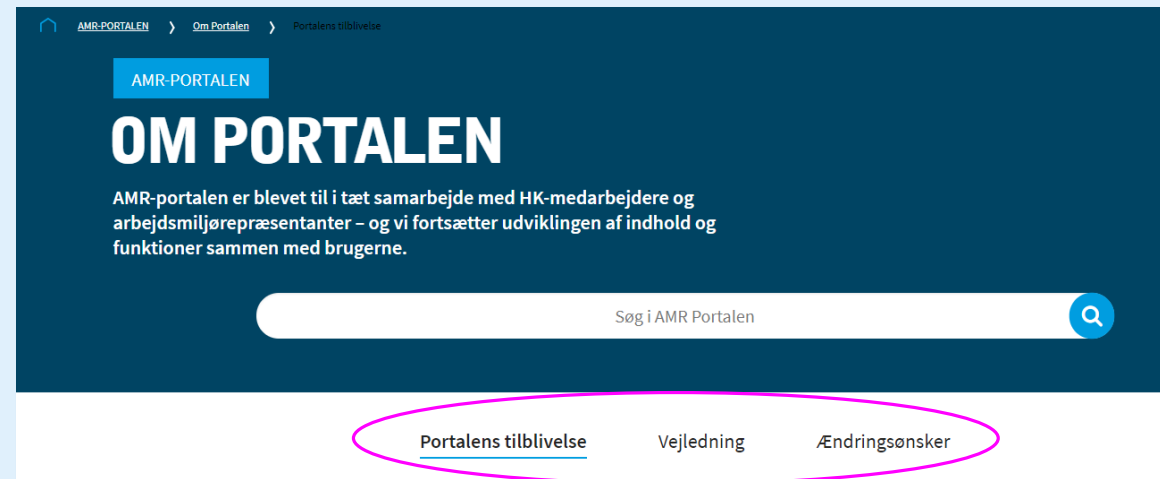 AMR-PORTALEN ❯ Om Portalen ❯ Portalens tilblivelse
AMR-PORTALEN
OM PORTALEN
AMR-portalen er blevet til i tæt samarbejde med HK-medarbejdere og
arbejdsmiljørepræsentanter – og vi fortsætter udviklingen af indhold og
funktioner sammen med brugerne.
Søg i AMR Portalen
Portalens tilblivelse Vejledning Ændringsønsker